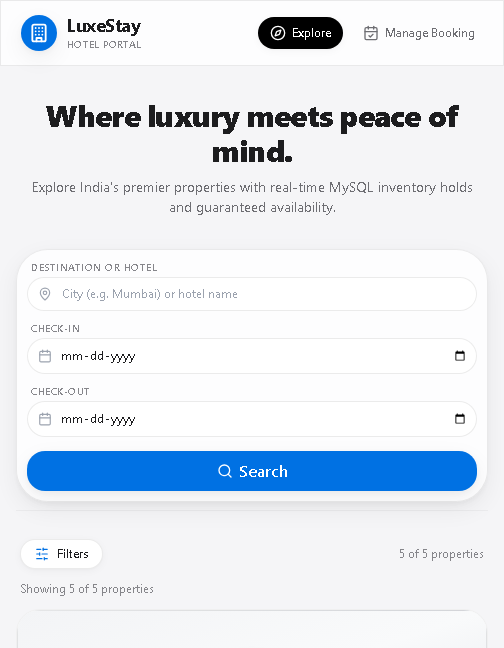 LuxeStay
HOTEL PORTAL
Explore
Manage Booking
Where luxury meets peace of
mind.
Explore India's premier properties with real-time MySQL inventory holds
and guaranteed availability.
DESTINATION OR HOTEL
City (e.g. Mumbai) or hotel name
CHECK-IN
mm-dd-yyyy
CHECK-OUT
mm-dd-yyyy
Search
Filters
5 of 5 properties
Showing 5 of 5 properties